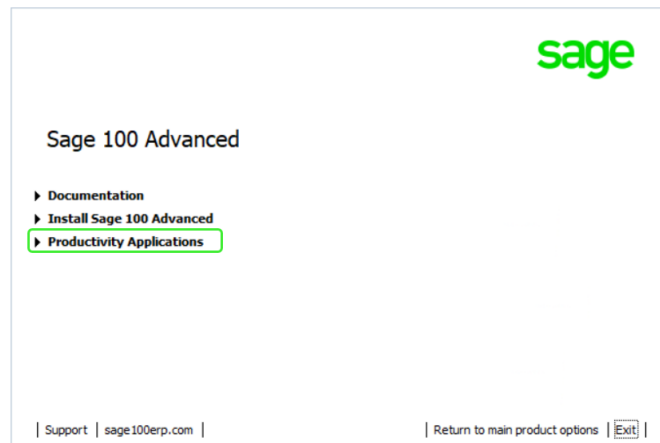 sage
Sage 100 Advanced
Documentation
Install Sage 100 Advanced
Productivity Applications
| Support | sage100erp.com | | Return to main product options | Exit |